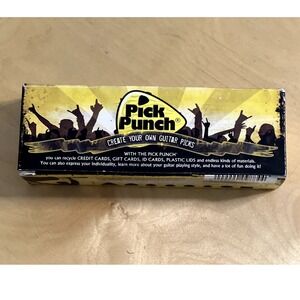 Pick
Punch®
CREATE YOUR OWN GUITAR PICKS
WITH THE PICK PUNCH®
you can recycle CREDIT CARDS, GIFT CARDS, ID CARDS, PLASTIC LIDS and endless kinds of materials.
You can also express your individuality, learn more about your guitar playing style, and have a lot of fun doing it!